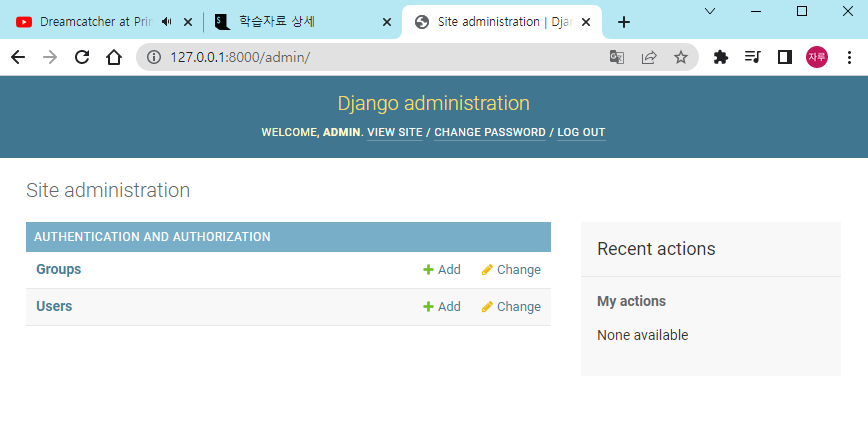 Dreamcatcher at Prin
학습자료 상세
Site administration | Djan
127.0.0.1:8000/admin/
자루
Django administration
WELCOME, ADMIN. VIEW SITE / CHANGE PASSWORD / LOG OUT
Site administration
AUTHENTICATION AND AUTHORIZATION
Groups Add Change
Users Add Change
Recent actions
My actions
None available